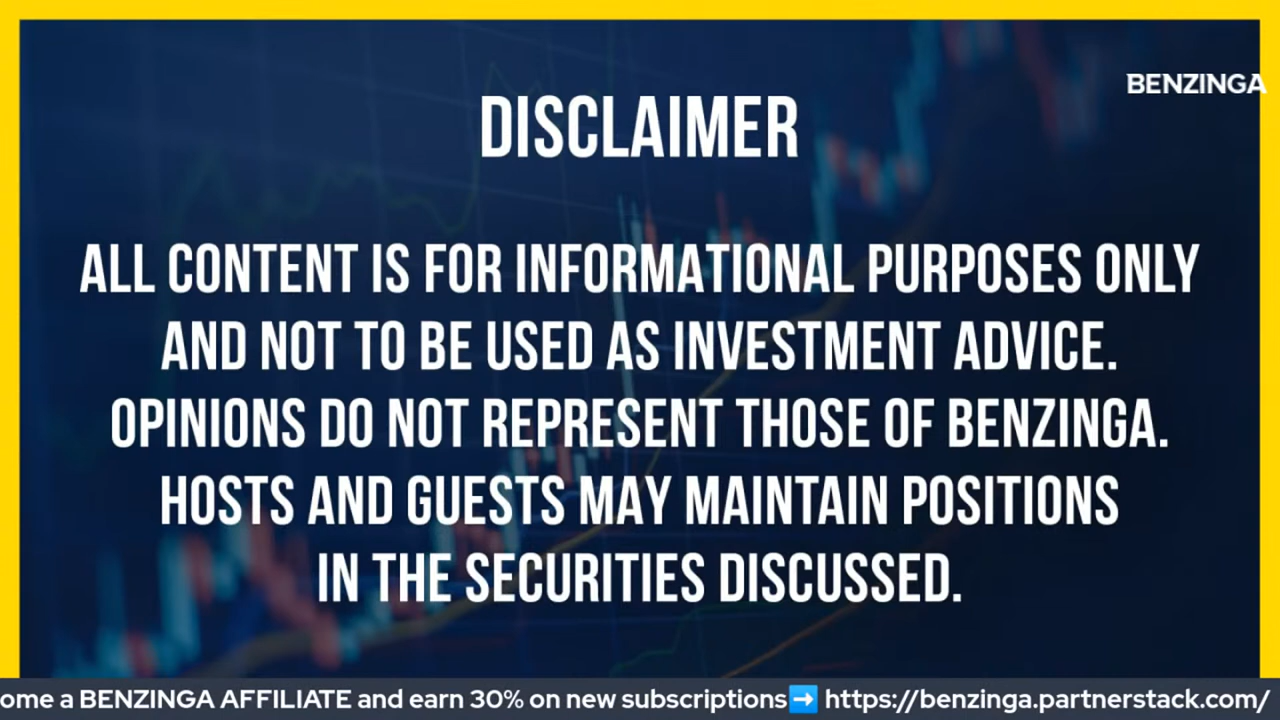 BENZINGA
DISCLAIMER
ALL CONTENT IS FOR INFORMATIONAL PURPOSES ONLY
AND NOT TO BE USED AS INVESTMENT ADVICE.
OPINIONS DO NOT REPRESENT THOSE OF BENZINGA.
HOSTS AND GUESTS MAY MAINTAIN POSITIONS
IN THE SECURITIES DISCUSSED.
ome a BENZINGA AFFILIATE and earn 30% on new subscriptions➡️ https://benzinga.partnerstack.com/